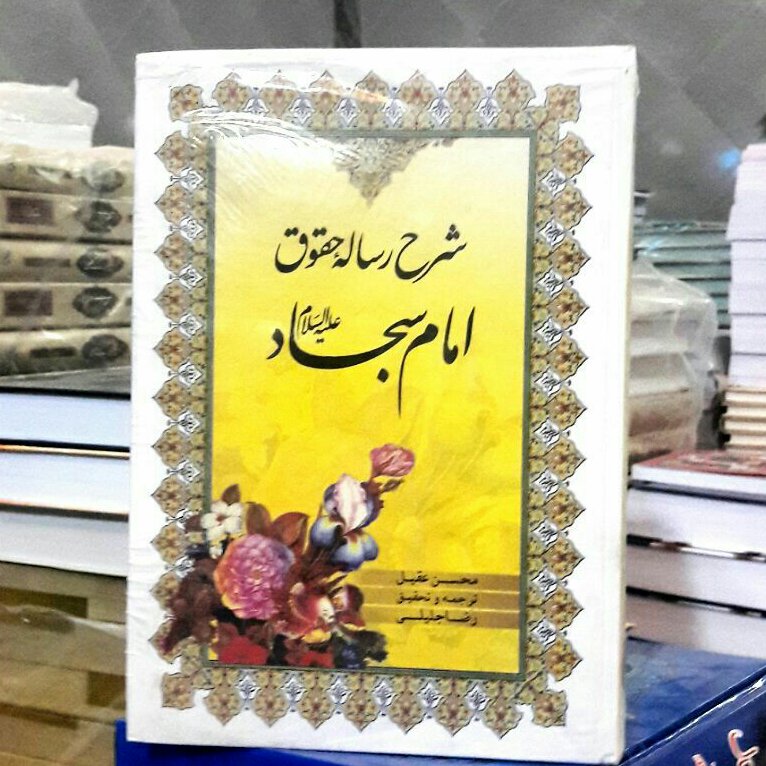 شرح رسالهٔ حقوق
امام سجاد علیه‌السلام
محسن عقیل
ترجمه و تحقیق
رضا جلیلی